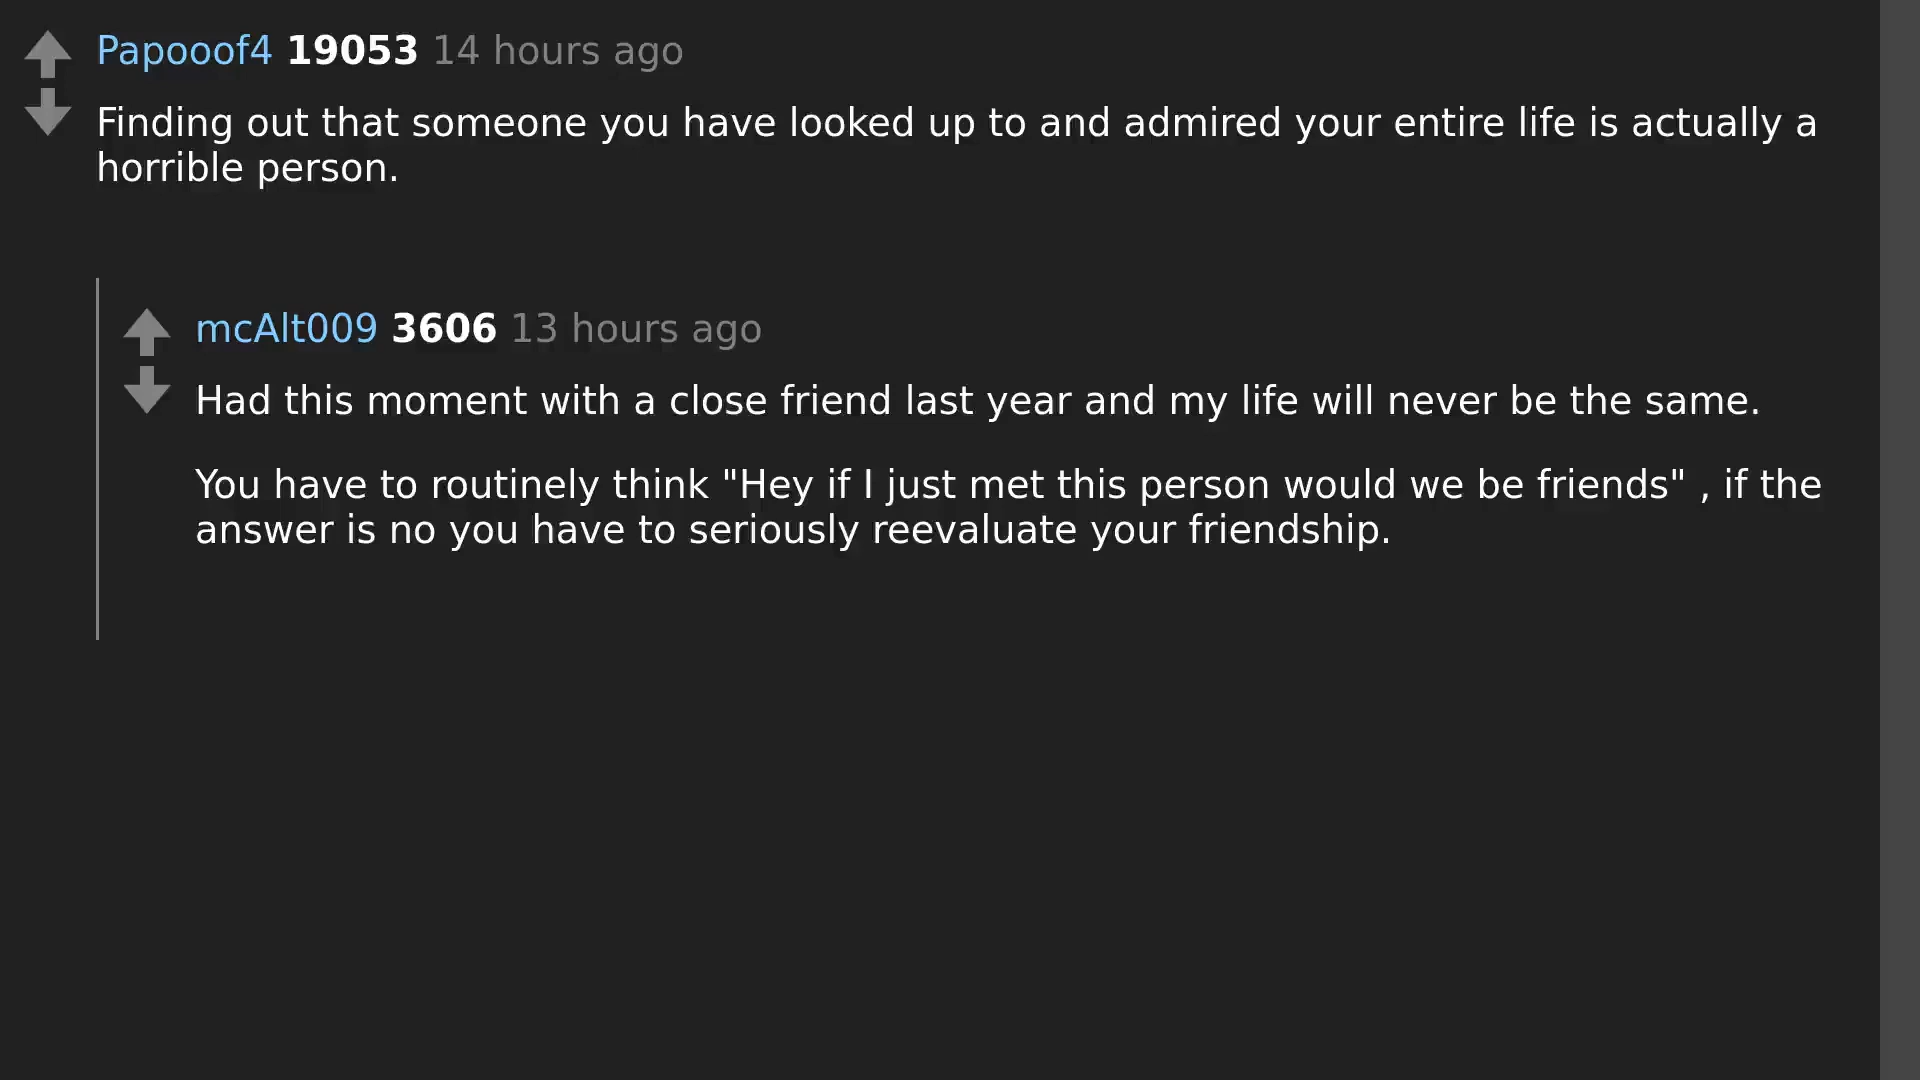 Papooof4 19053 14 hours ago
Finding out that someone you have looked up to and admired your entire life is actually a
horrible person.
mcAlt009 3606 13 hours ago
Had this moment with a close friend last year and my life will never be the same.
You have to routinely think "Hey if I just met this person would we be friends" , if the
answer is no you have to seriously reevaluate your friendship.